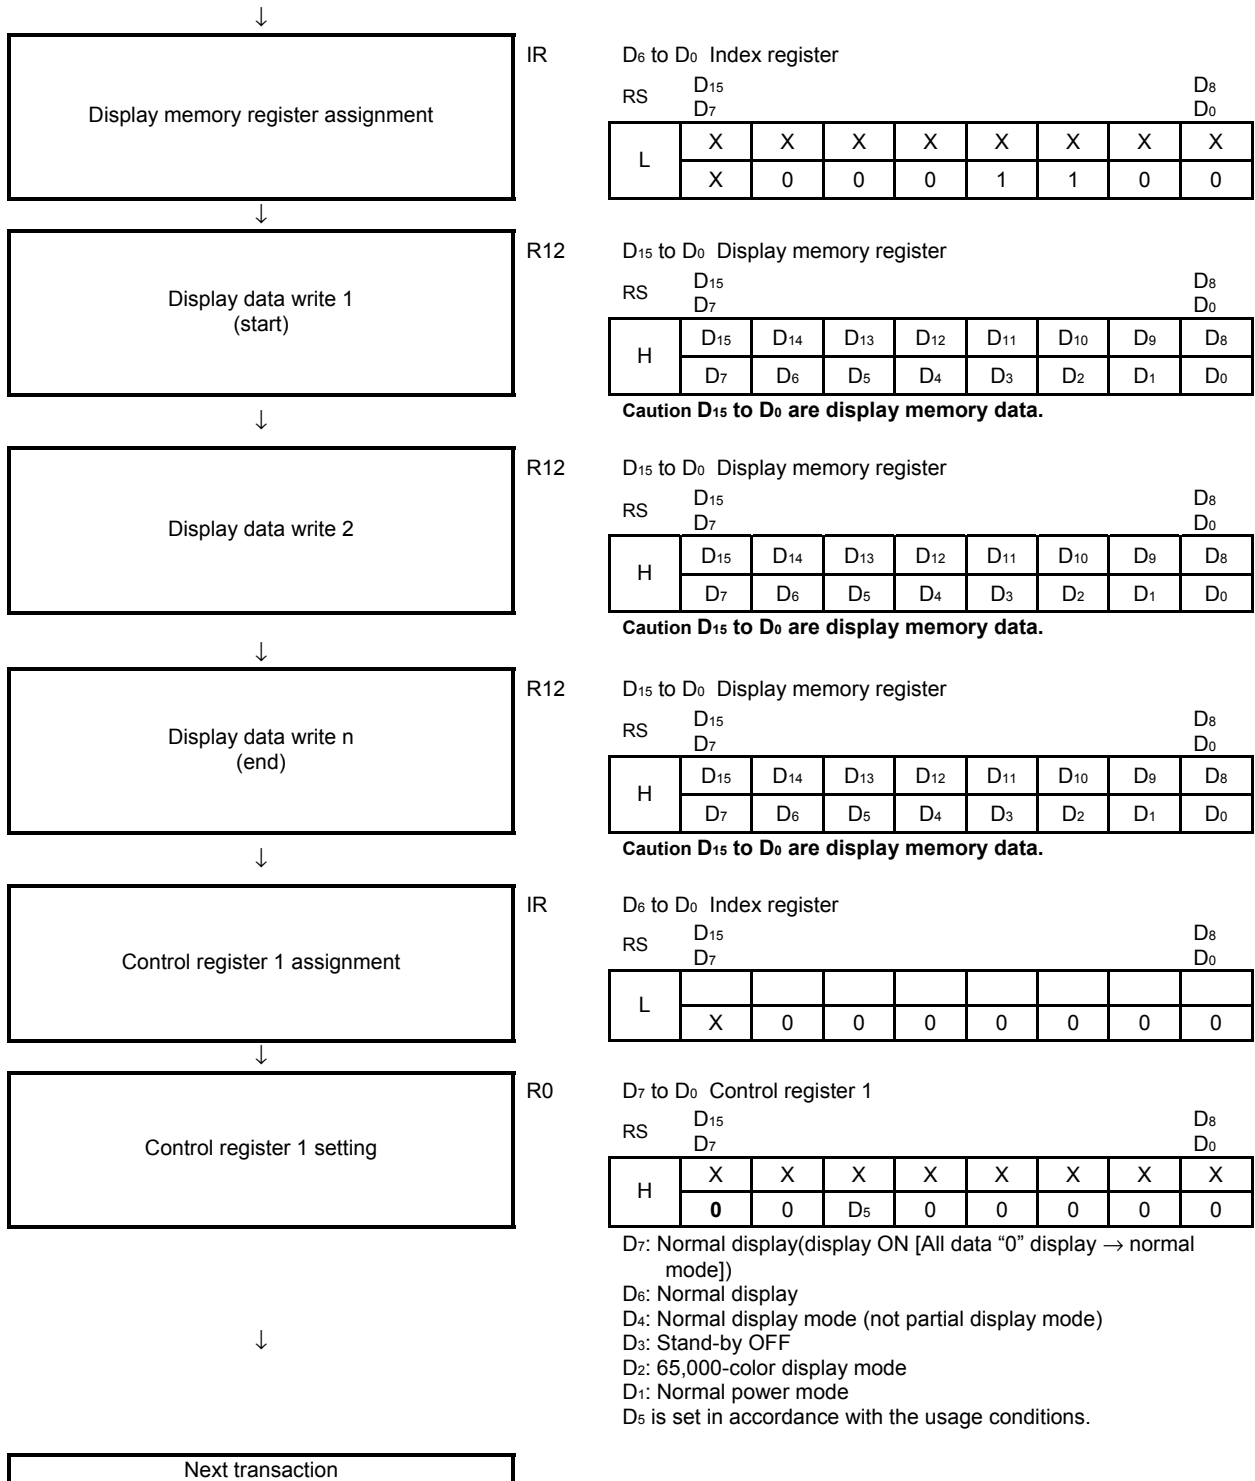 ↓
Display memory register assignment
IR
D6 to D0 Index register
RS D15 D8
D7 D0
L X X X X X X X X
X 0 0 0 1 1 0 0
↓
Display data write 1
(start)
R12
D15 to D0 Display memory register
RS D15 D8
D7 D0
H D15 D14 D13 D12 D11 D10 D9 D8
D7 D6 D5 D4 D3 D2 D1 D0
Caution D15 to D0 are display memory data.
↓
Display data write 2
R12
D15 to D0 Display memory register
RS D15 D8
D7 D0
H D15 D14 D13 D12 D11 D10 D9 D8
D7 D6 D5 D4 D3 D2 D1 D0
Caution D15 to D0 are display memory data.
↓
Display data write n
(end)
R12
D15 to D0 Display memory register
RS D15 D8
D7 D0
H D15 D14 D13 D12 D11 D10 D9 D8
D7 D6 D5 D4 D3 D2 D1 D0
Caution D15 to D0 are display memory data.
↓
Control register 1 assignment
IR
D6 to D0 Index register
RS D15 D8
D7 D0
L
X 0 0 0 0 0 0 0
↓
Control register 1 setting
R0
D7 to D0 Control register 1
RS D15 D8
D7 D0
H X X X X X X X X
0 0 D5 0 0 0 0 0
D7: Normal display(display ON [All data “0” display → normal
mode])
D6: Normal display
D4: Normal display mode (not partial display mode)
D3: Stand-by OFF
D2: 65,000-color display mode
D1: Normal power mode
D5 is set in accordance with the usage conditions.
↓
Next transaction